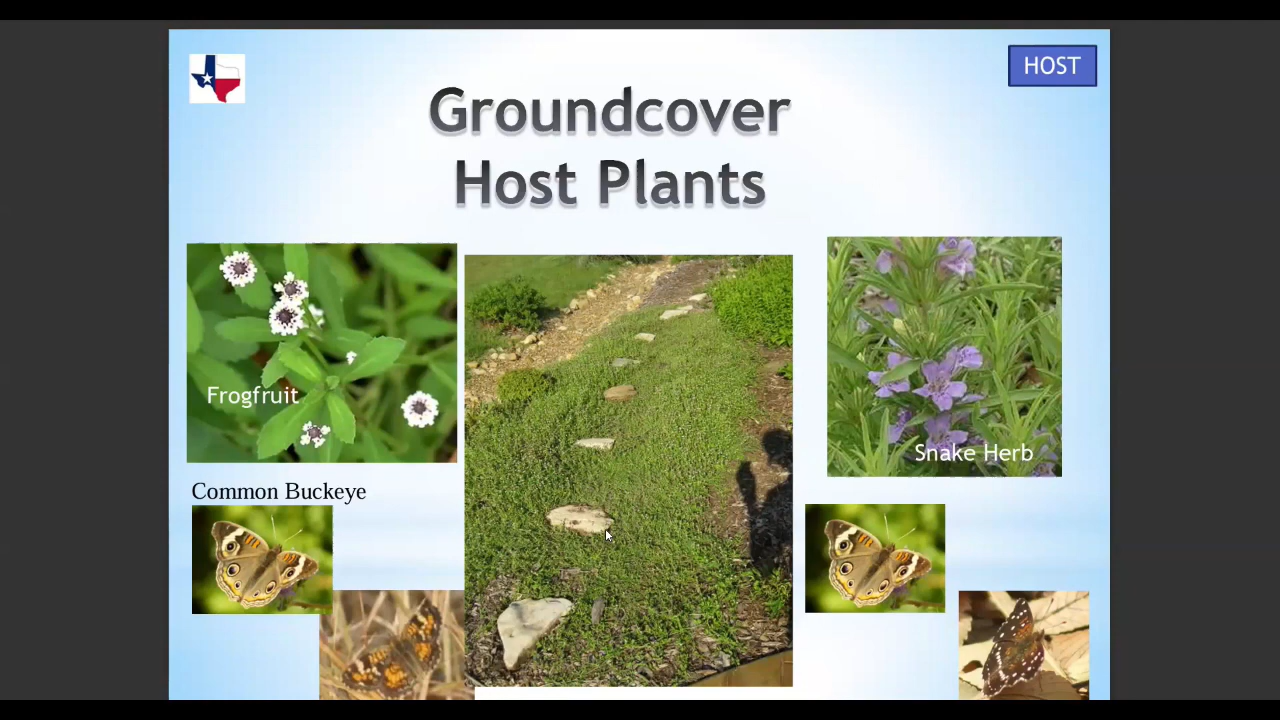 HOST
Groundcover
Host Plants
Frogfruit
Snake Herb
Common Buckeye